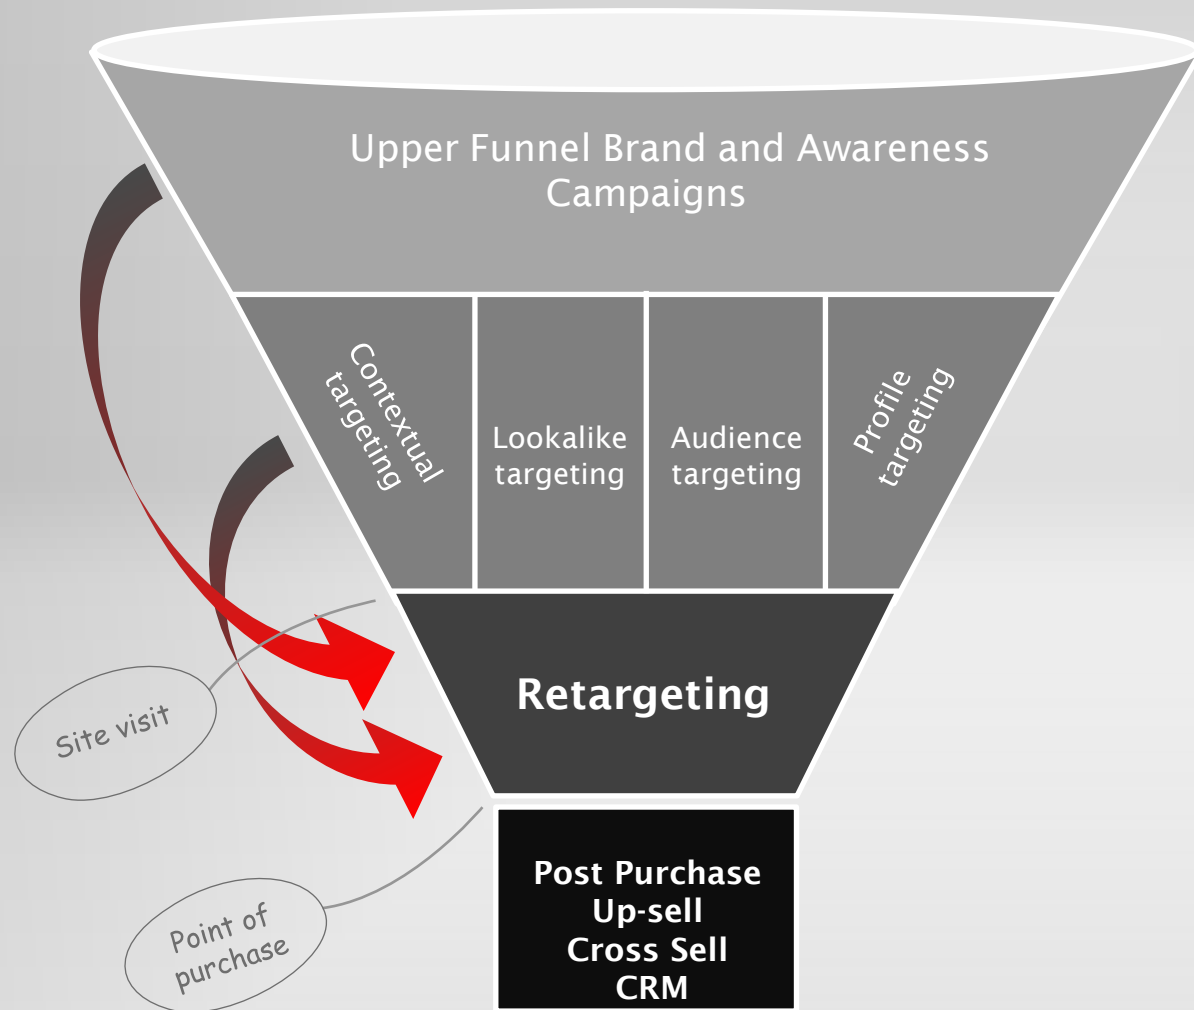 Upper Funnel Brand and Awareness
Campaigns
Contextual
targeting
Lookalike
targeting
Audience
targeting
Profile
targeting
Retargeting
Site visit
Point of
purchase
Post Purchase
Up-sell
Cross Sell
CRM